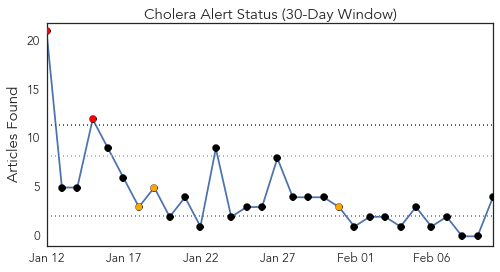 Cholera Alert Status (30-Day Window)
Articles Found
20
15
10
5
0
Jan 12
Jan 17
Jan 22
Jan 27
Feb 01
Feb 06